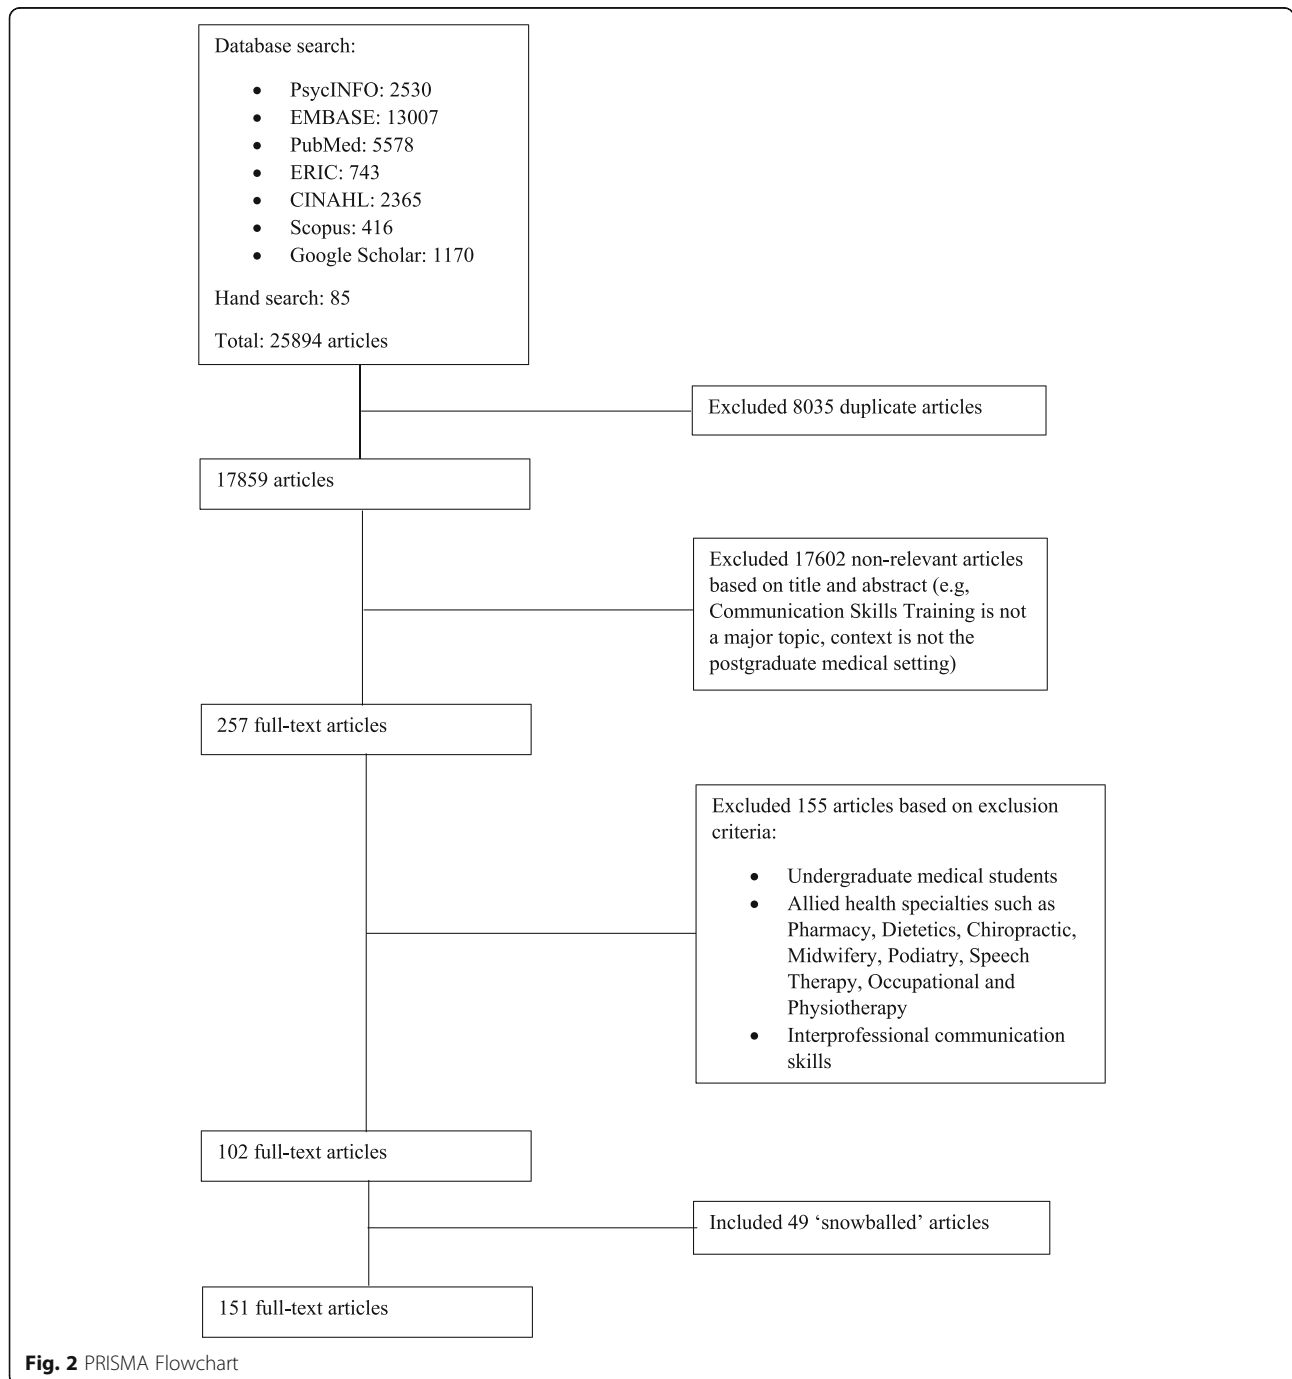 Database search:
• PsycINFO: 2530
• EMBASE: 13007
• PubMed: 5578
• ERIC: 743
• CINAHL: 2365
• Scopus: 416
• Google Scholar: 1170
Hand search: 85
Total: 25894 articles
Excluded 8035 duplicate articles
17859 articles
Excluded 17602 non-relevant articles
based on title and abstract (e.g,
Communication Skills Training is not
a major topic, context is not the
postgraduate medical setting)
257 full-text articles
Excluded 155 articles based on exclusion
criteria:
• Undergraduate medical students
• Allied health specialties such as
Pharmacy, Dietetics, Chiropractic,
Midwifery, Podiatry, Speech
Therapy, Occupational and
Physiotherapy
• Interprofessional communication
skills
102 full-text articles
Included 49 ‘snowballed’ articles
151 full-text articles
Fig. 2 PRISMA Flowchart